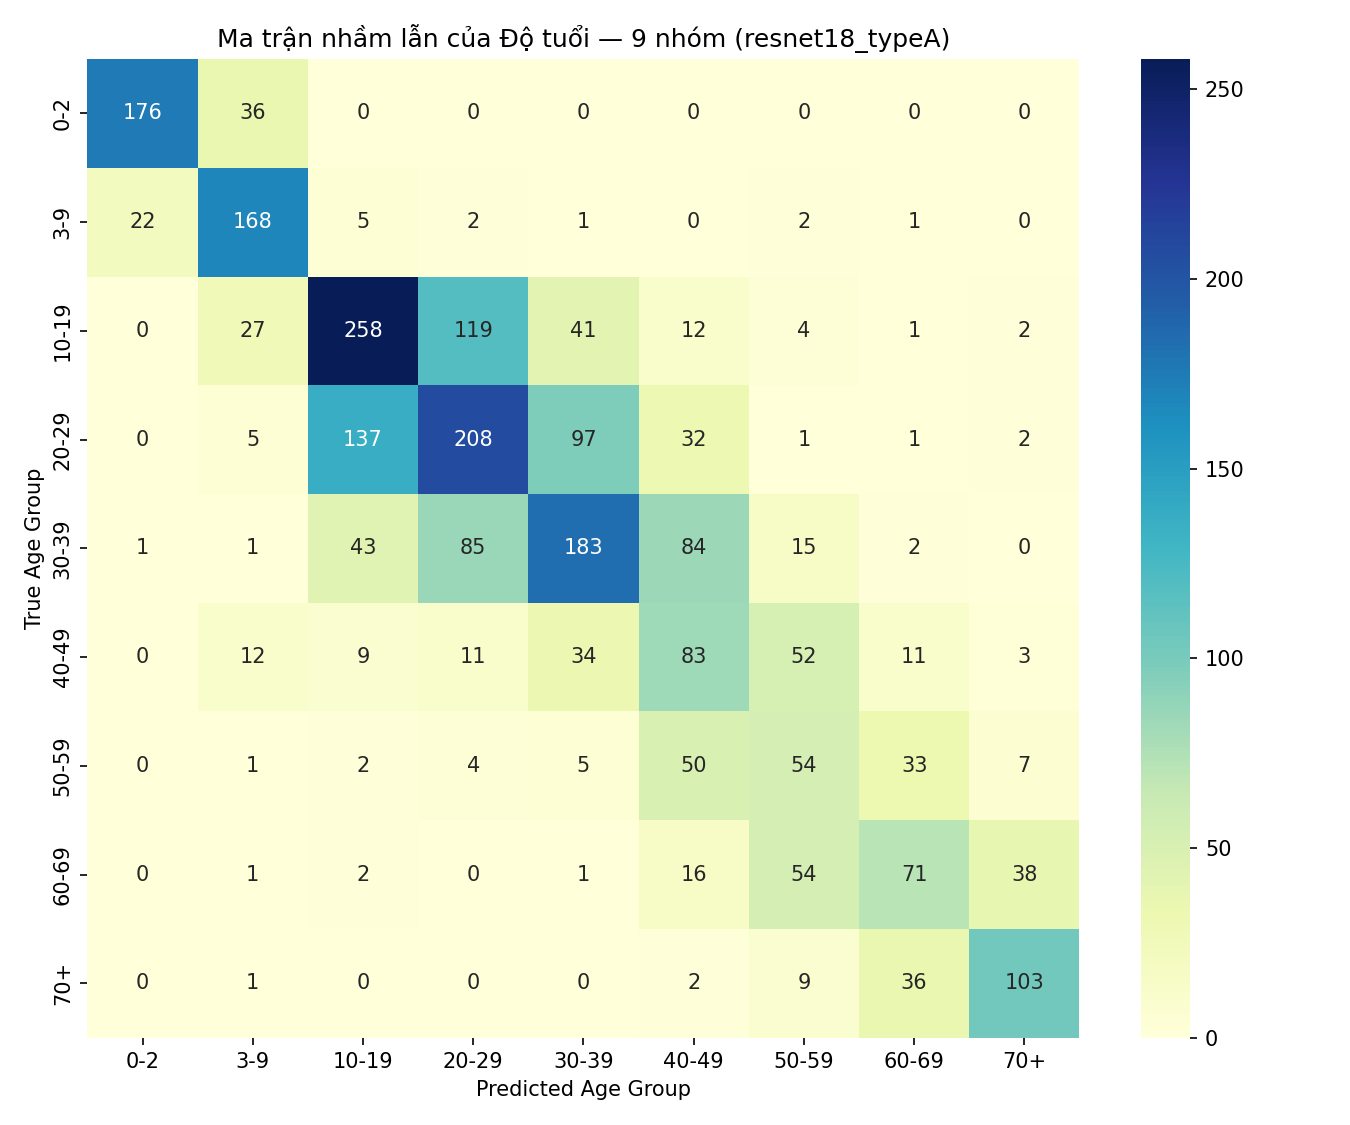 Ma trận nhầm lẫn của Độ tuổi — 9 nhóm (resnet18_typeA)
True Age Group
0-2 176 36 0 0 0 0 0 0 0
3-9 22 168 5 2 1 0 2 1 0
10-19 0 27 258 119 41 12 4 1 2
20-29 0 5 137 208 97 32 1 1 2
30-39 1 1 43 85 183 84 15 2 0
40-49 0 12 9 11 34 83 52 11 3
50-59 0 1 2 4 5 50 54 33 7
60-69 0 1 2 0 1 16 54 71 38
70+ 0 1 0 0 0 2 9 36 103
0-2 3-9 10-19 20-29 30-39 40-49 50-59 60-69 70+
Predicted Age Group
250
200
150
100
50
0